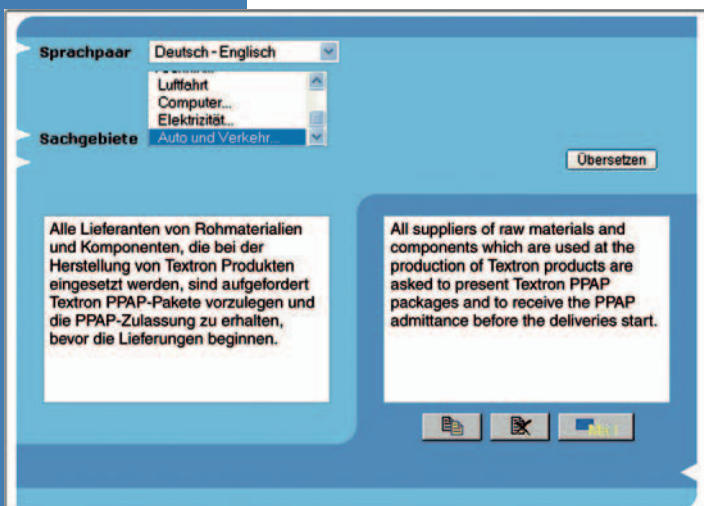 Sprachpaar
Deutsch - Englisch
Luftfahrt
Computer...
Elektrizität...
Sachgebiete
Auto und Verkehr...
Übersetzen
Alle Lieferanten von Rohmaterialien
und Komponenten, die bei der
Herstellung von Textron Produkten
eingesetzt werden, sind aufgefordert
Textron PPAP-Pakete vorzulegen und
die PPAP-Zulassung zu erhalten,
bevor die Lieferungen beginnen.
All suppliers of raw materials and
components which are used at the
production of Textron products are
asked to present Textron PPAP
packages and to receive the PPAP
admittance before the deliveries start.